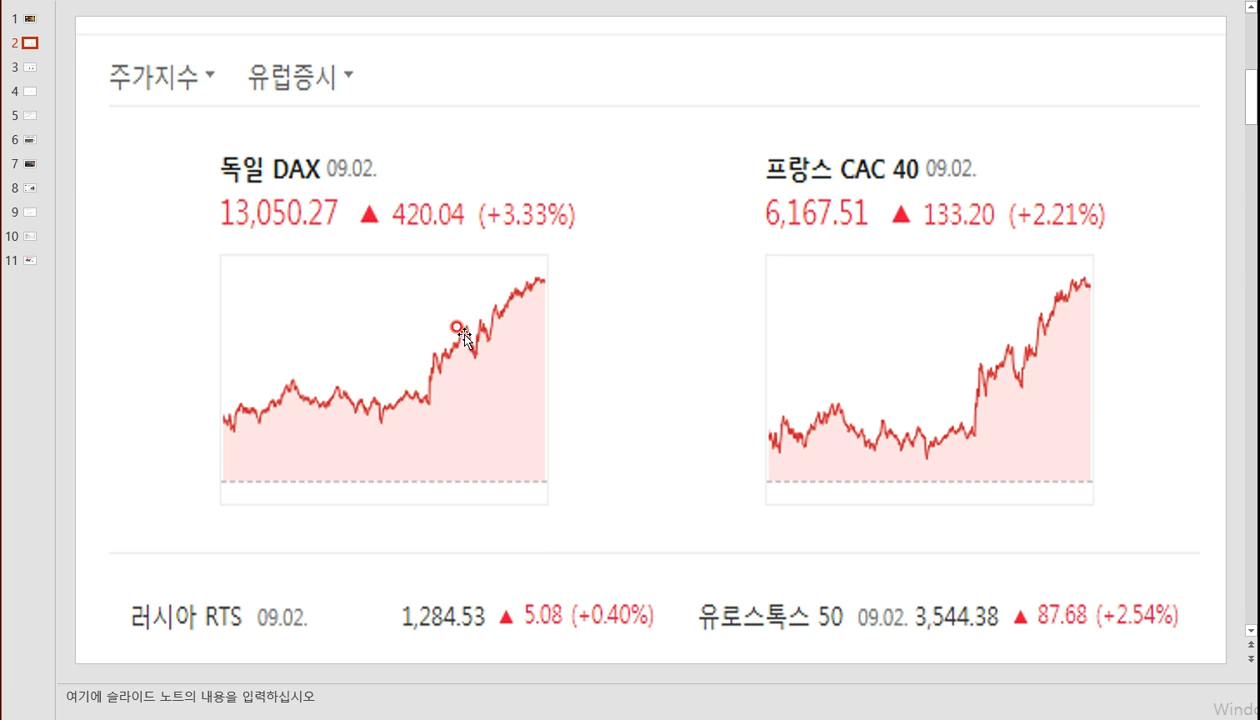 1
2
3
4
5
6
7
8
9
10
11
주가지수 ▼ 유럽증시 ▼
독일 DAX 09.02.
13,050.27 ▲ 420.04 (+3.33%)
프랑스 CAC 40 09.02.
6,167.51 ▲ 133.20 (+2.21%)
러시아 RTS 09.02. 1,284.53 ▲ 5.08 (+0.40%)
유로스톡스 50 09.02. 3,544.38 ▲ 87.68 (+2.54%)
여기에 슬라이드 노트의 내용을 입력하십시오